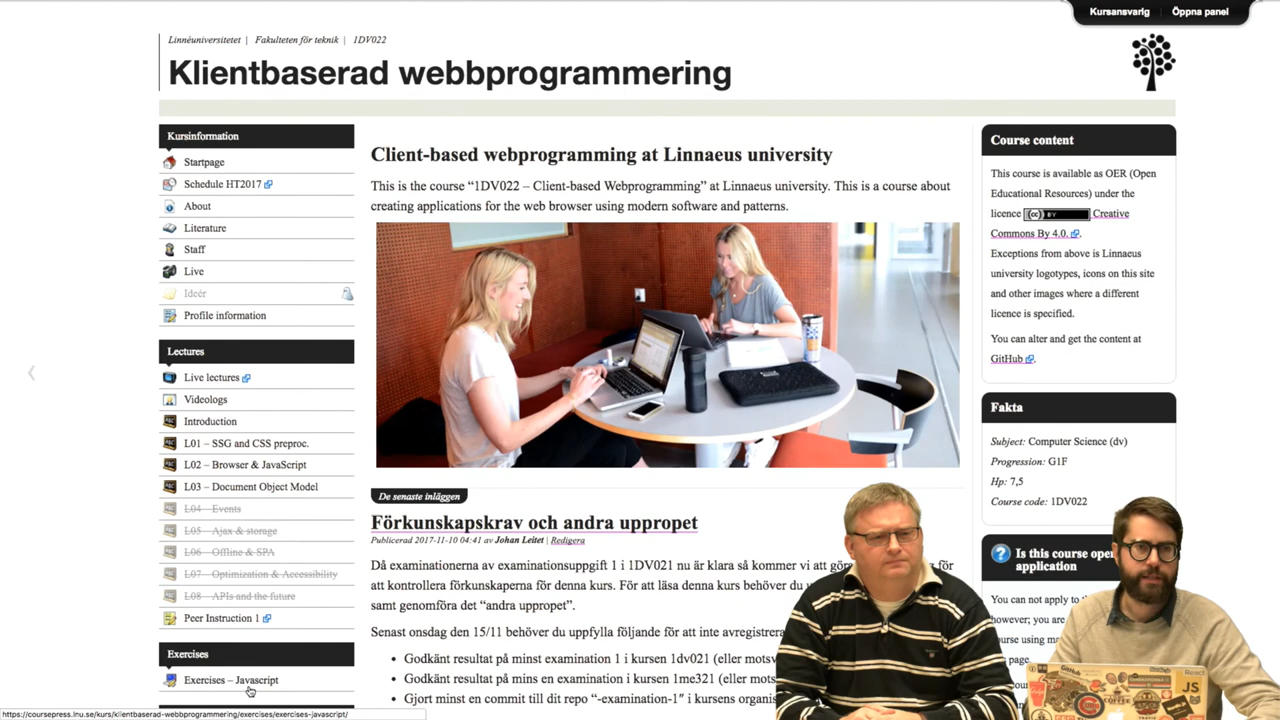 Kursansvarig
Öppna panel
Linnéuniversitetet | Fakulteten för teknik | 1DV022
Klientbaserad webbprogrammering
Kursinformation
Startpage
Schedule HT2017
About
Literature
Staff
Live
Ideér
Profile information
Lectures
Live lectures
Videologs
Introduction
L01 – SSG and CSS preproc.
L02 – Browser & JavaScript
L03 – Document Object Model
L04 – Events
L05 – Ajax & storage
L06 – Offline & SPA
L07 – Optimization & Accessibility
L08 – APIs and the future
Peer Instruction 1
Exercises
Exercises – Javascript
https://coursepress.lnu.se/kurs/klientbaserad-webbprogrammering/exercises/exercises-javascript/
Client-based webprogramming at Linnaeus university
This is the course “1DV022 – Client-based Webprogramming” at Linnaeus university. This is a course about
creating applications for the web browser using modern software and patterns.
De senaste inläggen
Förkunskapskrav och andra uppropet
Publicerad 2017-11-10 04:41 av Johan Leitet | Redigera
Då examinationerna av examinationsuppgift 1 i 1DV021 nu är klara så kommer vi att för
att kontrollera förkunskaperna för denna kurs. För att läsa denna kurs behöver du
samt genomföra det “andra uppropet”.
Senast onsdag den 15/11 behöver du uppfylla följande för att inte
• Godkänt resultat på minst examination 1 i kursen 1dv021 (eller
• Godkänt resultat på minst examination 2 i kursen 1me321 (eller
• Gjort minst en commit till dit repo “-examination-1” i kursens
Course content
This course is available as OER (Open
Educational Resources) under the
licence (cc) BY Creative
Commons By 4.0.
Exceptions from above is Linnaeus
university logotypes, icons on this site
and other images where a different
licence is specified.
You can alter and get the content at
GitHub.
Fakta
Subject: Computer Science (dv)
Progression: G1F
Hp: 7,5
Course code: 1DV022
Is this course
application
You can not apply to
however; you are
using
page.
GitHub
React
JS